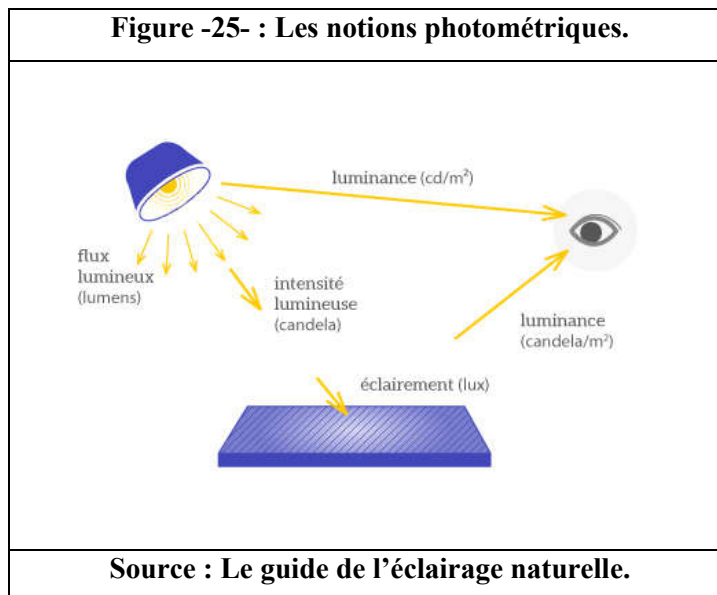 Figure -25- : Les notions photométriques.
luminance (cd/m²)
flux
lumineux
(lumens)
intensité
lumineuse
(candela)
luminance
(candela/m²)
éclairement (lux)
Source : Le guide de l’éclairage naturelle.